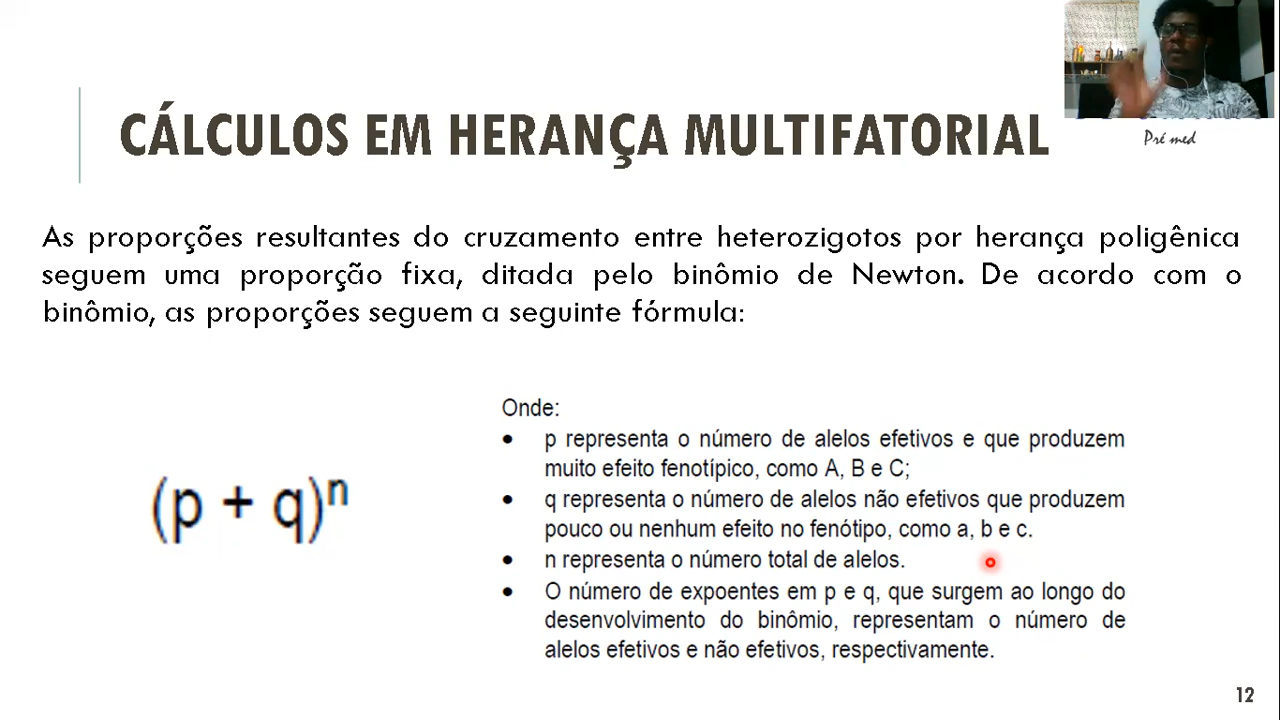 CÁLCULOS EM HERANÇA MULTIFATORIAL
Pré med
As proporções resultantes do cruzamento entre heterozigotos por herança poligênica
seguem uma proporção fixa, ditada pelo binômio de Newton. De acordo com o
binômio, as proporções seguem a seguinte fórmula:
(p + q)ⁿ
Onde:
• p representa o número de alelos efetivos e que produzem
muito efeito fenotípico, como A, B e C;
• q representa o número de alelos não efetivos que produzem
pouco ou nenhum efeito no fenótipo, como a, b e c.
• n representa o número total de alelos.
• O número de expoentes em p e q, que surgem ao longo do
desenvolvimento do binômio, representam o número de
alelos efetivos e não efetivos, respectivamente.
12